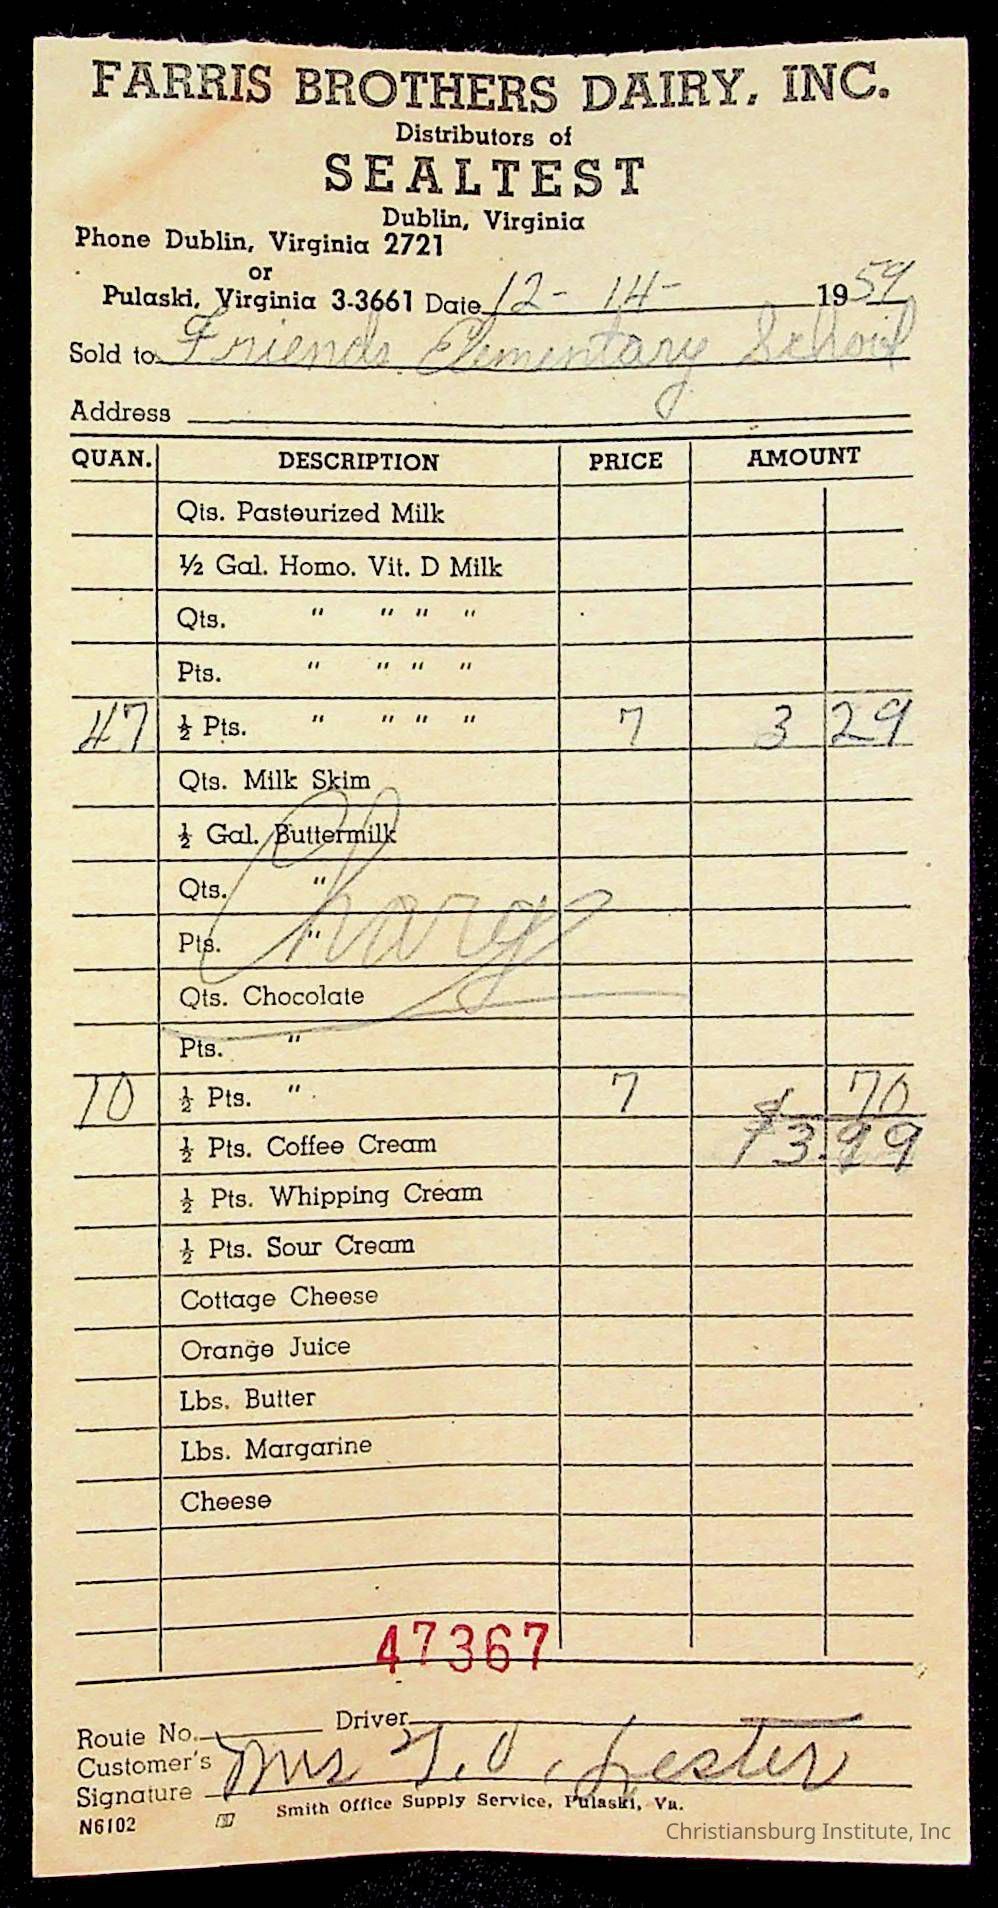 FARRIS BROTHERS DAIRY, INC.
Distributors of
SEALTEST
Dublin, Virginia
Phone Dublin, Virginia 2721
or
Pulaski, Virginia 3-3661 Date 12-14- 1959
Sold to Friends Elementary School
Address
QUAN. DESCRIPTION PRICE AMOUNT
Qts. Pasteurized Milk
½ Gal. Homo. Vit. D Milk
Qts. " " " "
Pts. " " " "
47 ½ Pts. " " " " 7 3 29
Qts. Milk Skim
½ Gal. Buttermilk
Qts. "
Charg
Pts. "
Qts. Chocolate
Pts. "
10 ½ Pts. " 7 70
½ Pts. Coffee Cream $3.99
½ Pts. Whipping Cream
½ Pts. Sour Cream
Cottage Cheese
Orange Juice
Lbs. Butter
Lbs. Margarine
Cheese
47367
Route No. Driver
Customer's
Signature Mrs T.O. Lester
N6102 Smith Office Supply Service, Pulaski, Va.
Christiansburg Institute, Inc